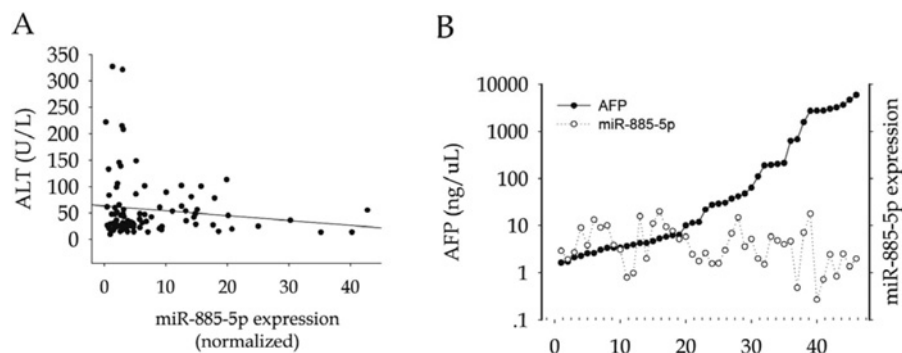 A
ALT (U/L)
350
300
250
200
150
100
50
0
0 10 20 30 40
miR-885-5p expression
(normalized)
B
AFP (ng/uL)
10000
1000
100
10
1
.1
AFP
miR-885-5p
0 10 20 30 40
miR-885-5p expression